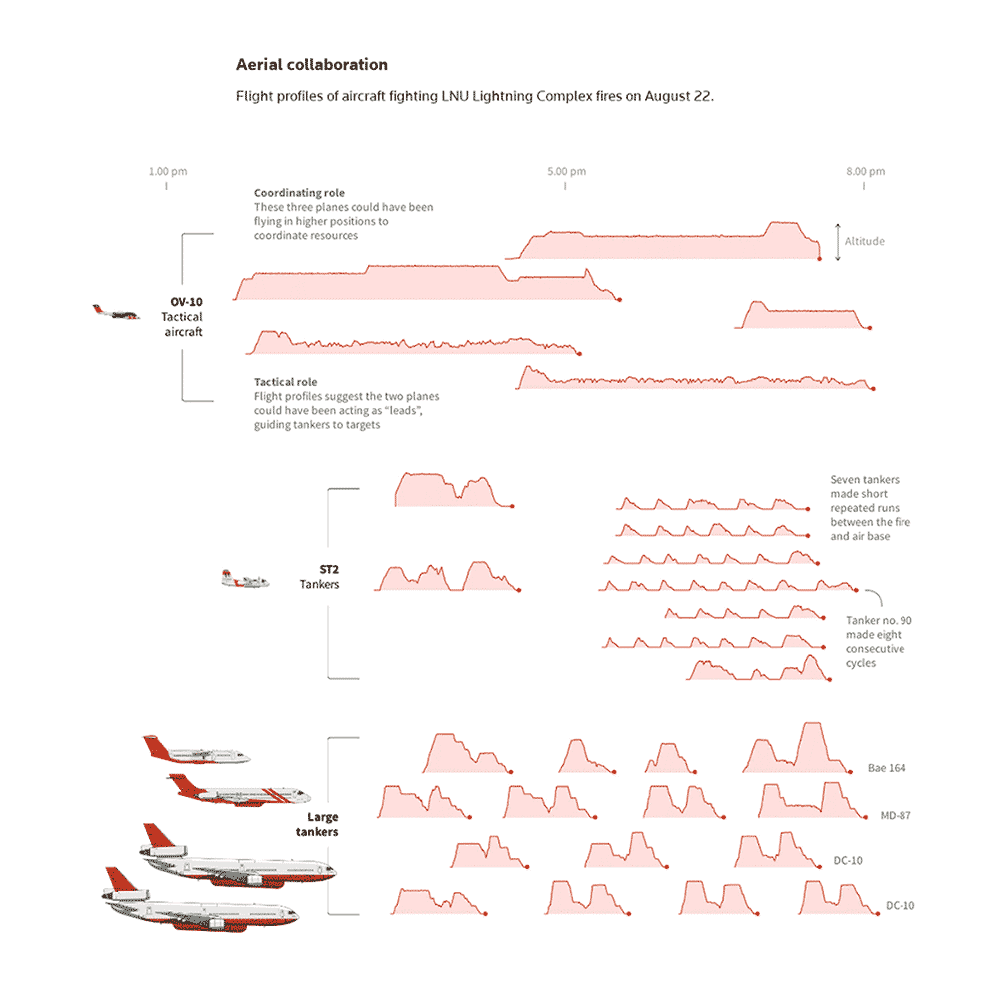 Aerial collaboration
Flight profiles of aircraft fighting LNU Lightning Complex fires on August 22.
1.00 pm
5.00 pm
8.00 pm
Coordinating role
These three planes could have been
flying in higher positions to
coordinate resources
Altitude
OV-10
Tactical
aircraft
Tactical role
Flight profiles suggest the two planes
could have been acting as “leads”,
guiding tankers to targets
Seven tankers
made short
repeated runs
between the fire
and air base
ST2
Tankers
Tanker no. 90
made eight
consecutive
cycles
Bae 164
Large
tankers
MD-87
DC-10
DC-10